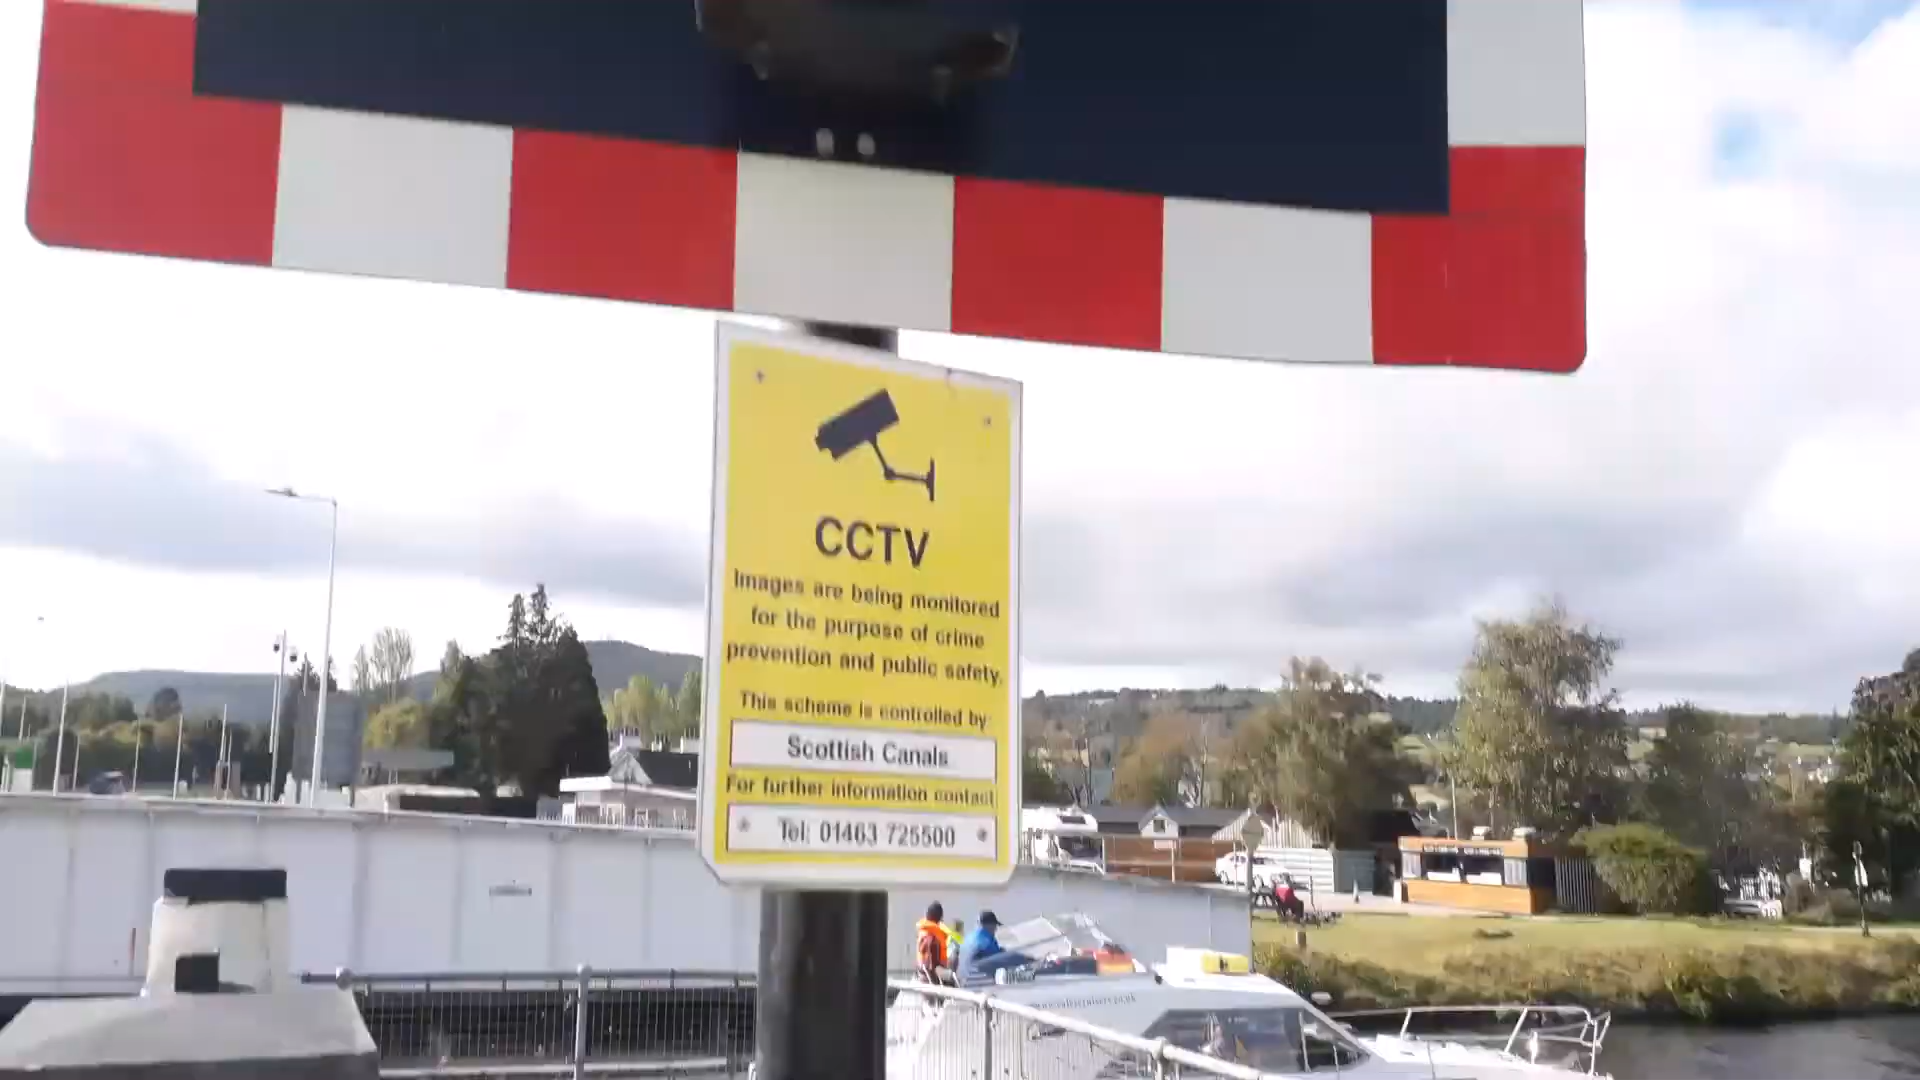 CCTV
Images are being monitored
for the purpose of crime
prevention and public safety.
This scheme is controlled by:
Scottish Canals
For further information contact
Tel: 01463 725500